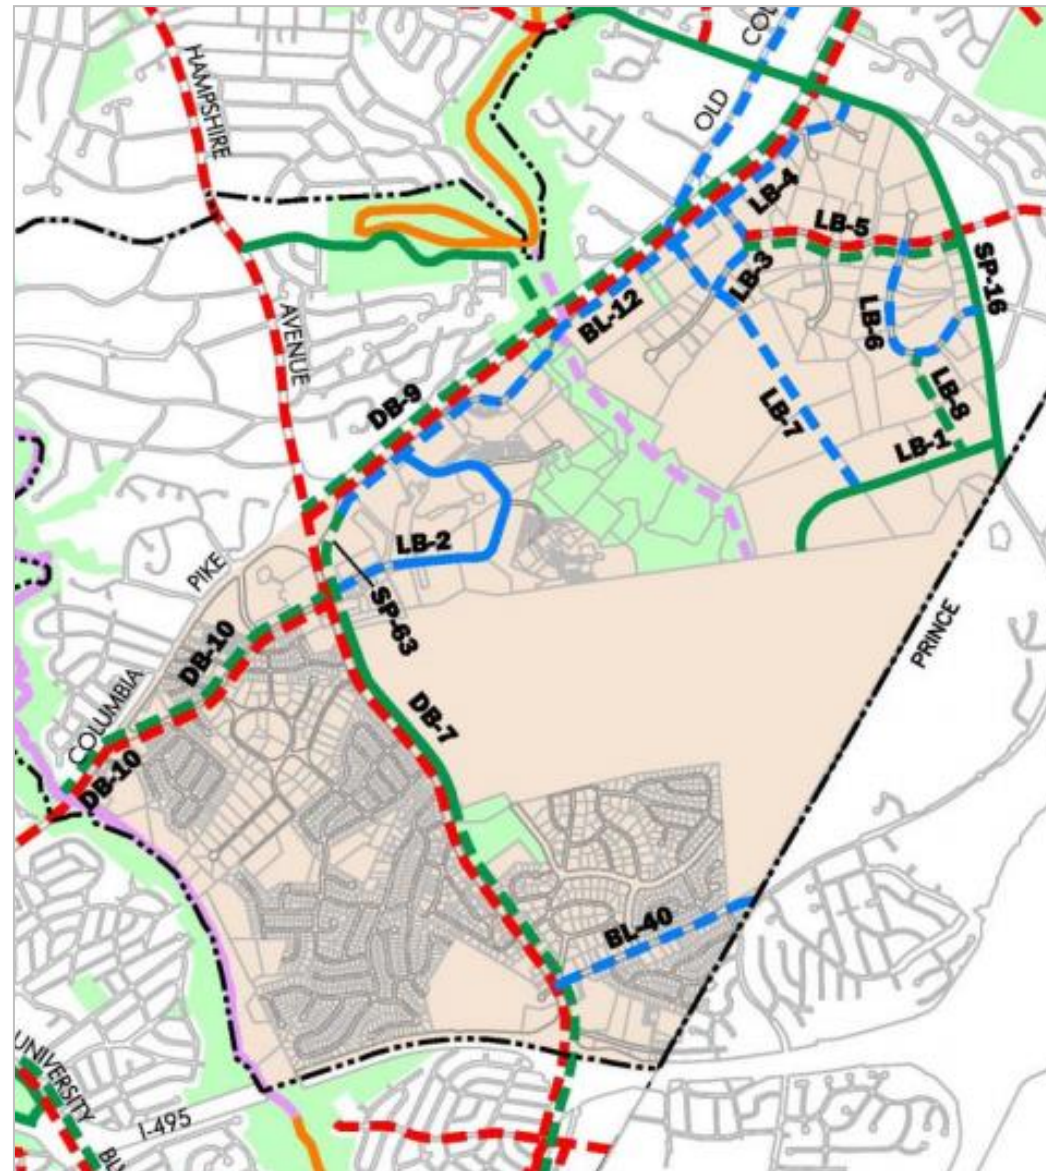 HAMPSHIRE
COL
OLD
LB-4
LB-5
SP-16
LB-3
BL-12
LB-6
AVENUE
DB-9
LB-7
LB-8
LB-1
LB-2
PIKE
SP-63
PRINCE
DB-10
COLUMBIA
DB-7
DB-10
BL-40
UNIVERSITY
I-495